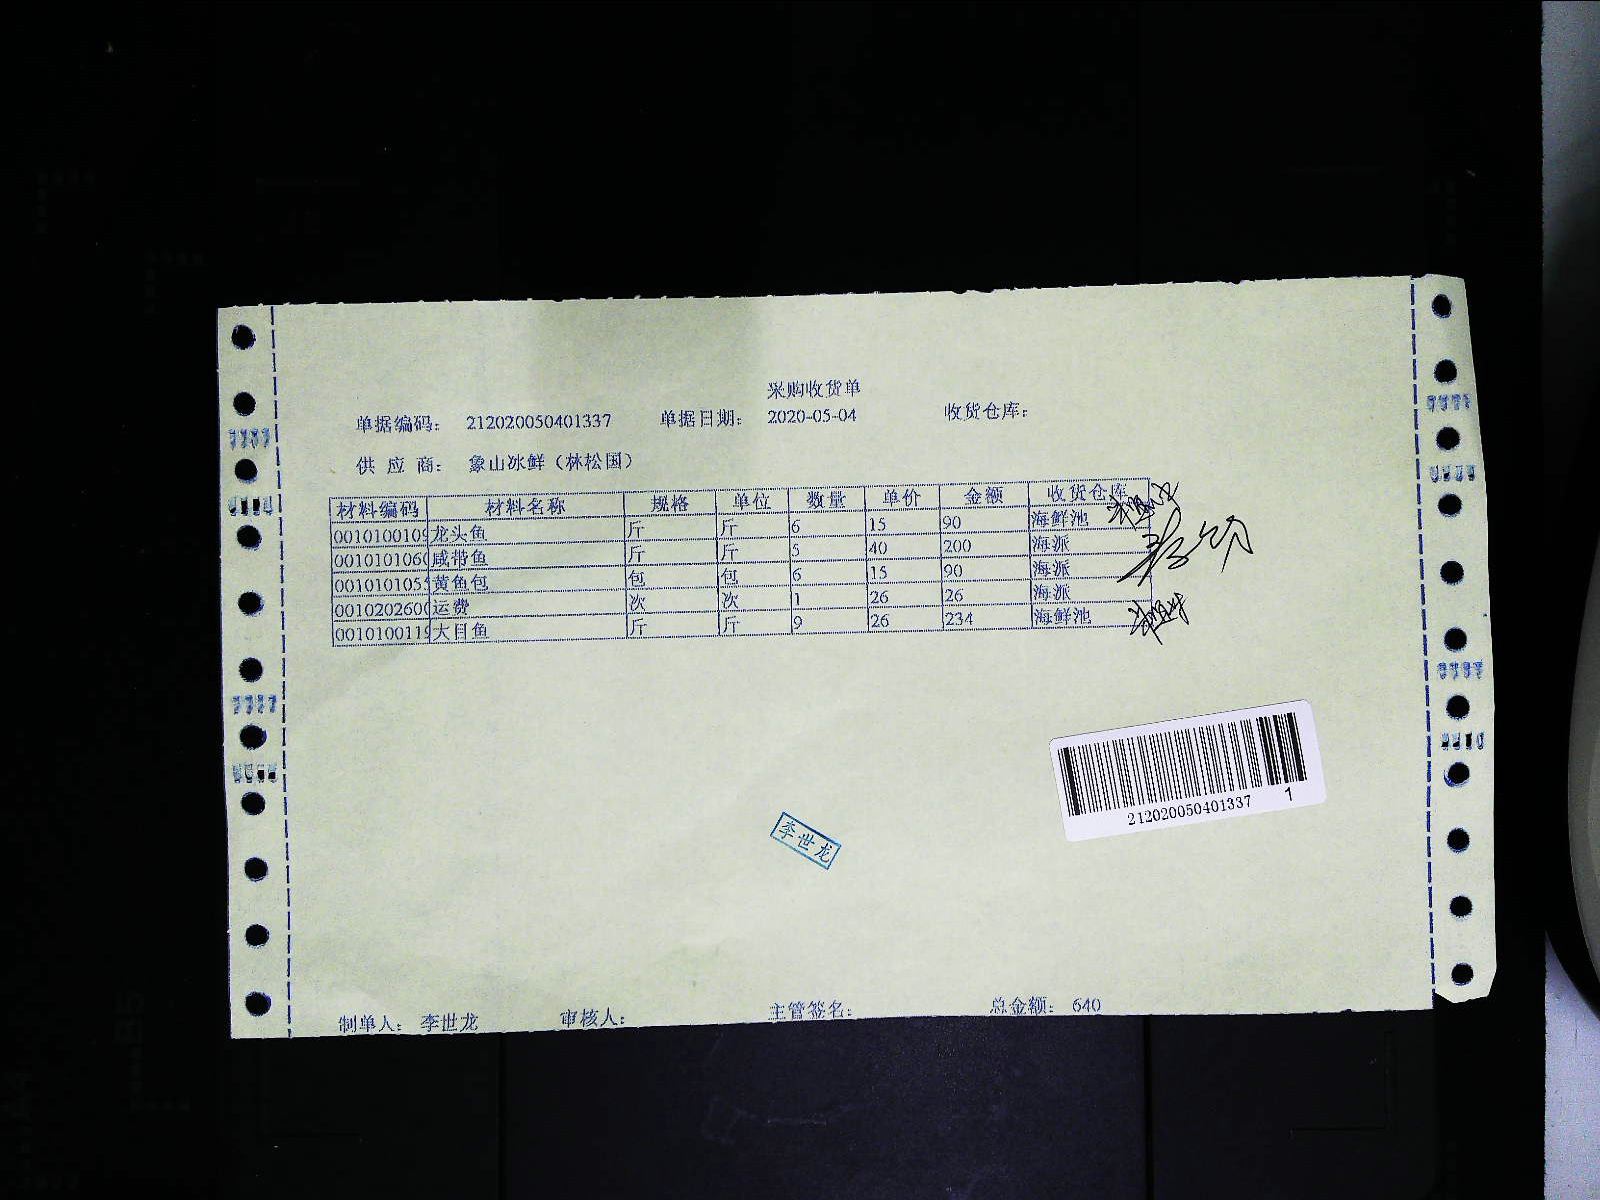 采购收货单
单据编码: 212020050401337 单据日期: 2020-05-04 收货仓库:
供 应 商: 象山冰鲜 (林松国)
材料编码 材料名称 规格 单位 数量 单价 金额 收货仓库
0010100109 龙头鱼 斤 斤 6 15 90 海鲜池
001010106 咸带鱼 斤 斤 5 40 200 海派
001010105 黄鱼包 包 包 6 15 90 海派
001020260 运费 次 次 1 26 26 海派
001010011 大目鱼 斤 斤 9 26 234 海鲜池
212020050401337 1
李世龙
制单人: 李世龙 审核人: 主管签名: 总金额: 640